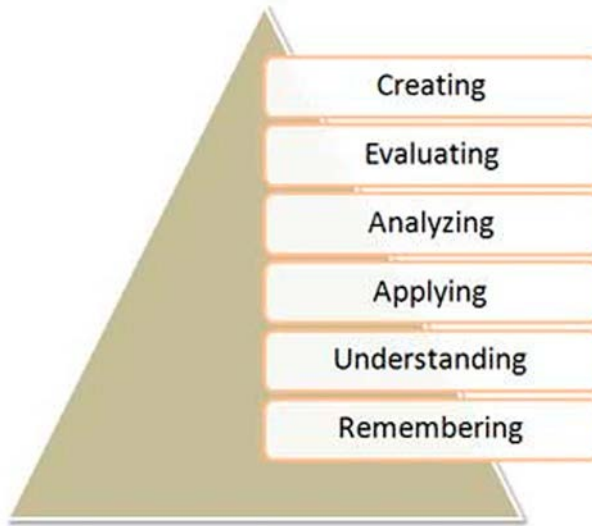 Creating
Evaluating
Analyzing
Applying
Understanding
Remembering